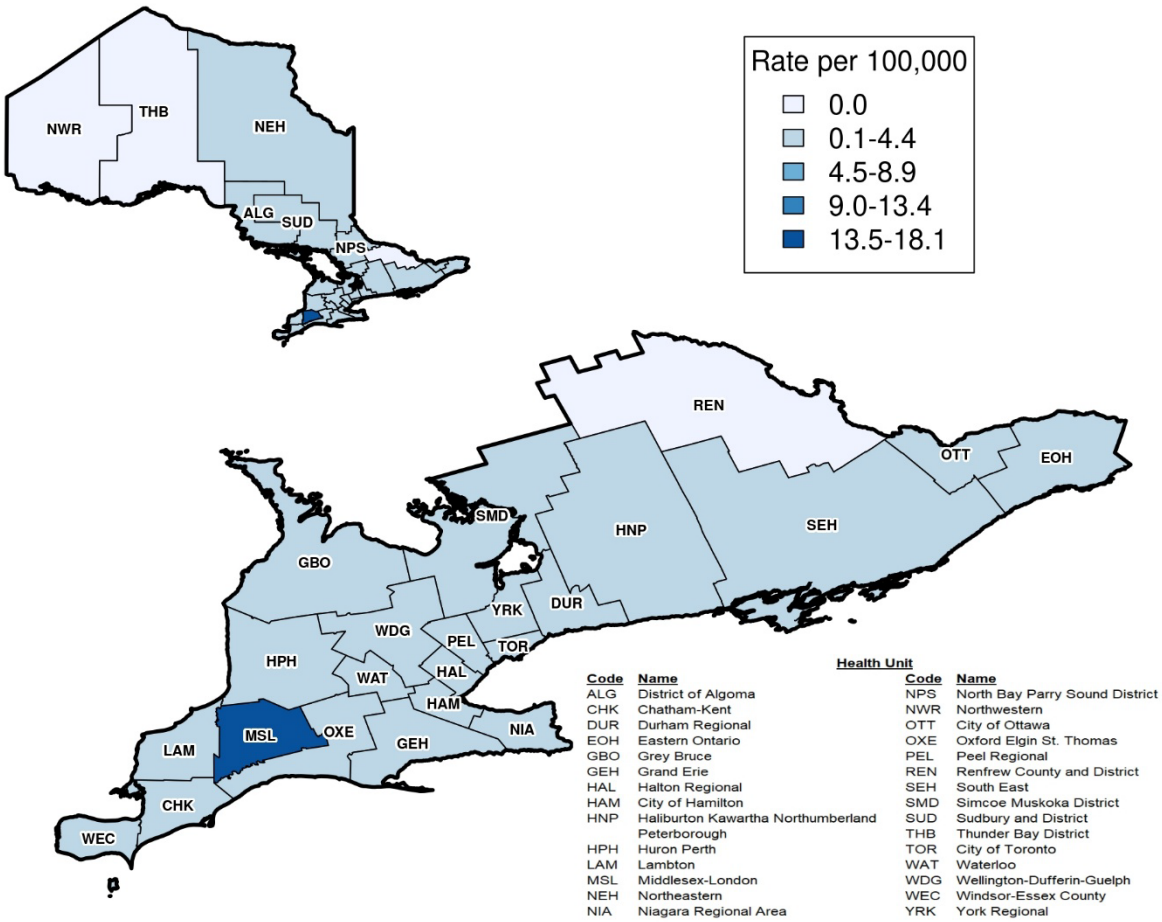 Rate per 100,000
0.0
0.1-4.4
4.5-8.9
9.0-13.4
13.5-18.1
NWR
THB
NEH
ALG
SUD
NPS
REN
OTT
EOH
SMD
HNP
SEH
GBO
YRK
DUR
WDG
PEL
TOR
HPH
WAT
HAL
HAM
MSL
OXE
NIA
LAM
GEH
CHK
WEC
Health Unit
Code Name
ALG District of Algoma
CHK Chatham-Kent
DUR Durham Regional
EOH Eastern Ontario
GBO Grey Bruce
GEH Grand Erie
HAL Halton Regional
HAM City of Hamilton
HNP Haliburton Kawartha Northumberland
Peterborough
HPH Huron Perth
LAM Lambton
MSL Middlesex-London
NEH Northeastern
NIA Niagara Regional Area
Code Name
NPS North Bay Parry Sound District
NWR Northwestern
OTT City of Ottawa
OXE Oxford Elgin St. Thomas
PEL Peel Regional
REN Renfrew County and District
SEH South East
SMD Simcoe Muskoka District
SUD Sudbury and District
THB Thunder Bay District
TOR City of Toronto
WAT Waterloo
WDG Wellington-Dufferin-Guelph
WEC Windsor-Essex County
YRK York Regional